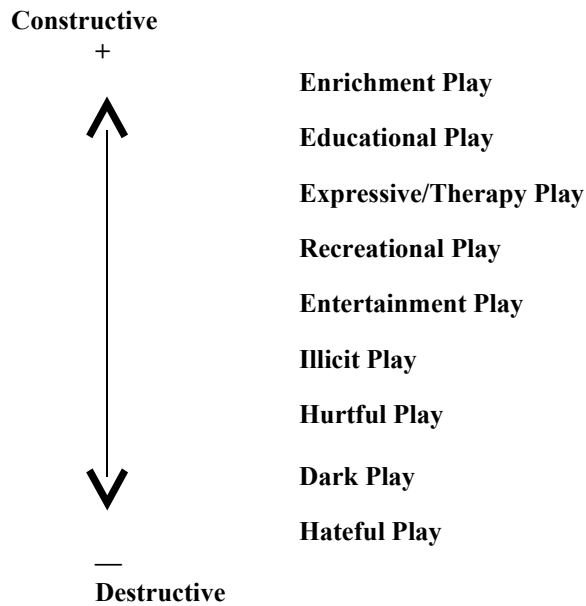 Constructive
+
Enrichment Play
Educational Play
Expressive/Therapy Play
Recreational Play
Entertainment Play
Illicit Play
Hurtful Play
Dark Play
Hateful Play
—
Destructive